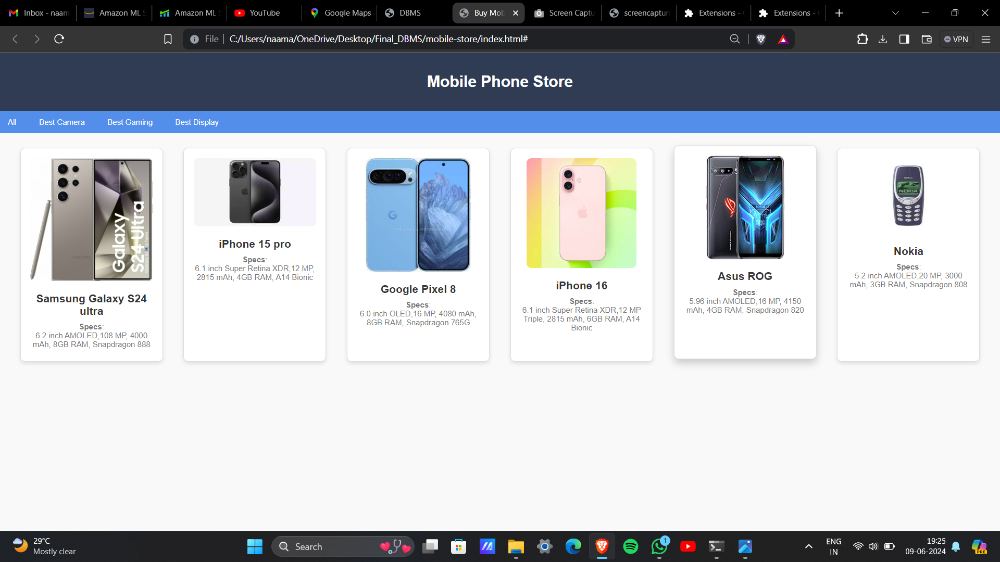 Inbox - naam
Amazon ML S
Amazon ML S
YouTube
Google Maps
DBMS
Buy Mob
Screen Captu
screencaptur
Extensions -
Extensions -
File
C:/Users/naama/OneDrive/Desktop/Final_DBMS/mobile-store/index.html#
VPN
Mobile Phone Store
All
Best Camera
Best Gaming
Best Display
Galaxy
S24 Ultra
SAMSUNG
Samsung Galaxy S24
ultra
Specs:
6.2 inch AMOLED,108 MP, 4000
mAh, 8GB RAM, Snapdragon 888
iPhone 15 pro
Specs:
6.1 inch Super Retina XDR,12 MP,
2815 mAh, 4GB RAM, A14 Bionic
Google Pixel 8
Specs:
6.0 inch OLED,16 MP, 4080 mAh,
8GB RAM, Snapdragon 765G
iPhone 16
Specs:
6.1 inch Super Retina XDR,12 MP
Triple, 2815 mAh, 6GB RAM, A14
Bionic
Asus ROG
Specs:
5.96 inch AMOLED,16 MP, 4150
mAh, 4GB RAM, Snapdragon 820
NOKIA
NOKIA
Nokia
Specs:
5.2 inch AMOLED,20 MP, 3000
mAh, 3GB RAM, Snapdragon 808
29°C
Mostly clear
Search
1
ENG
IN
19:25
09-06-2024
PRE